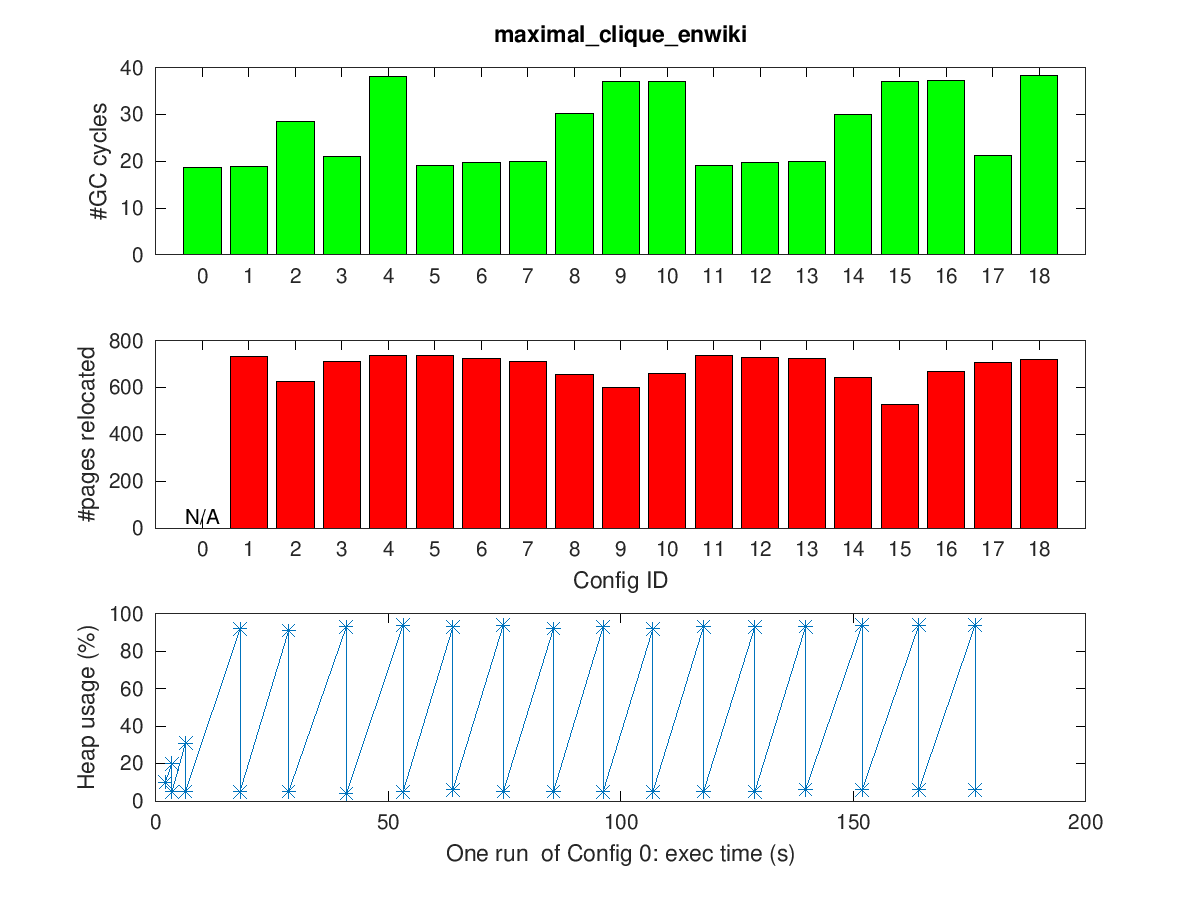 maximal_clique_enwiki
#GC cycles
40
30
20
10
0
0 1 2 3 4 5 6 7 8 9 10 11 12 13 14 15 16 17 18
#pages relocated
800
600
400
200
0
N/A
0 1 2 3 4 5 6 7 8 9 10 11 12 13 14 15 16 17 18
Config ID
Heap usage (%)
100
80
60
40
20
0
0 50 100 150 200
One run of Config 0: exec time (s)